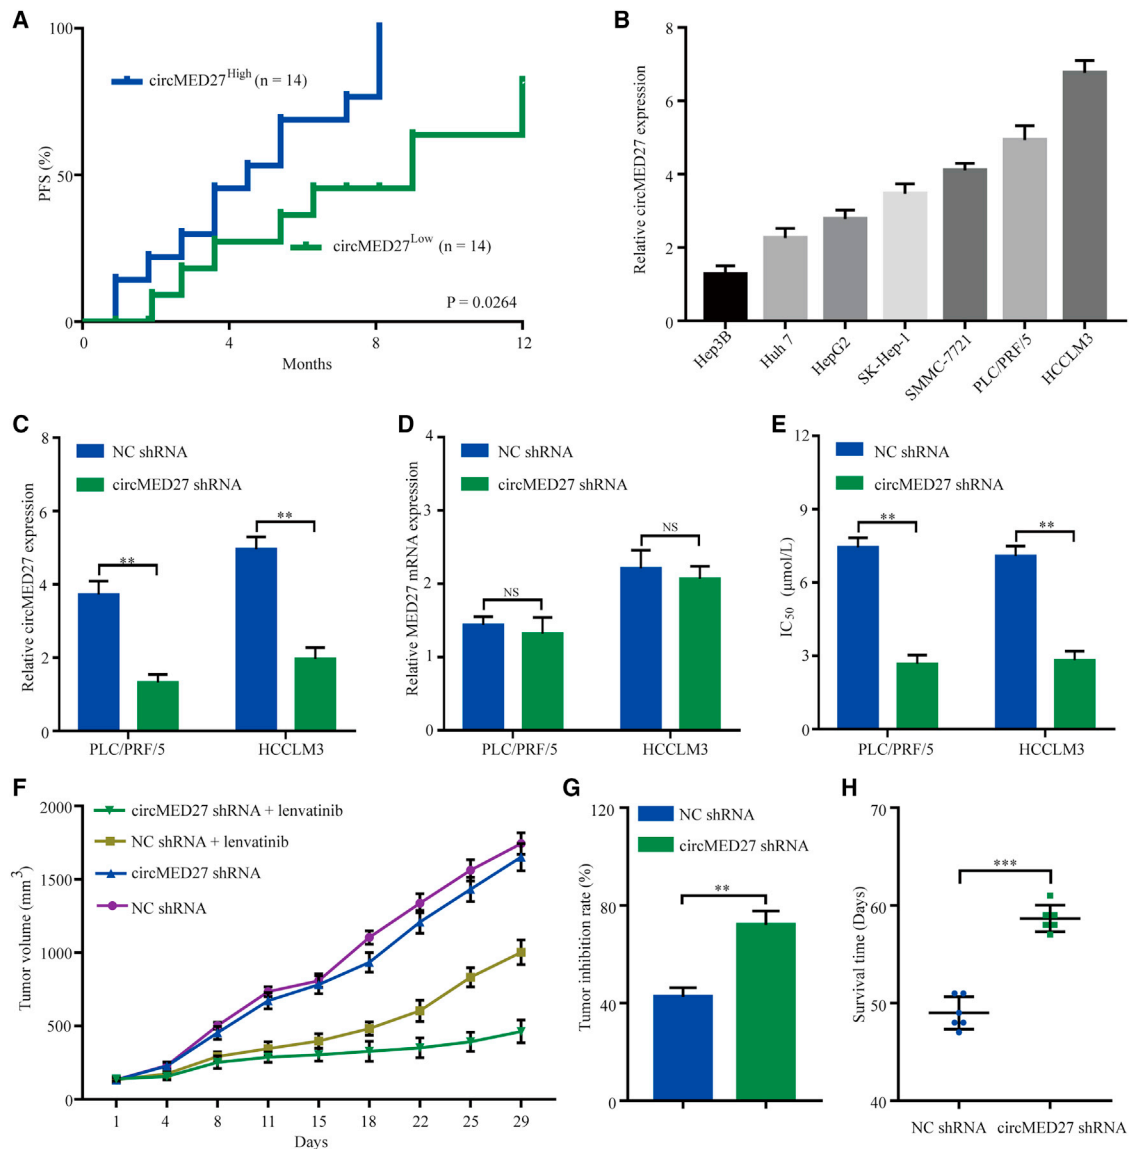 A
100
circMED27High (n = 14)
PFS (%)
50
circMED27Low (n = 14)
P = 0.0264
0
0 4 8 12
Months
B
8
6
4
2
0
Relative circMED27 expression
Hep3B Huh 7 HepG2 SK-Hep-1 SMMC-7721 PLC/PRF/5 HCCLM3
C
8
NC shRNA
circMED27 shRNA
6
4
2
0
Relative circMED27 expression
** **
PLC/PRF/5 HCCLM3
D
4
NC shRNA
circMED27 shRNA
3
2
1
0
Relative MED27 mRNA expression
NS NS
PLC/PRF/5 HCCLM3
E
12
NC shRNA
circMED27 shRNA
9
6
3
0
IC50 (μmol/L)
** **
PLC/PRF/5 HCCLM3
F
2000
circMED27 shRNA + lenvatinib
NC shRNA + lenvatinib
circMED27 shRNA
NC shRNA
1500
1000
500
0
Tumor volume (mm3)
1 4 8 11 15 18 22 25 29
Days
G
120
NC shRNA
circMED27 shRNA
80
40
0
Tumor inhibition rate (%)
**
H
70
60
50
40
Survival time (Days)
***
NC shRNA circMED27 shRNA